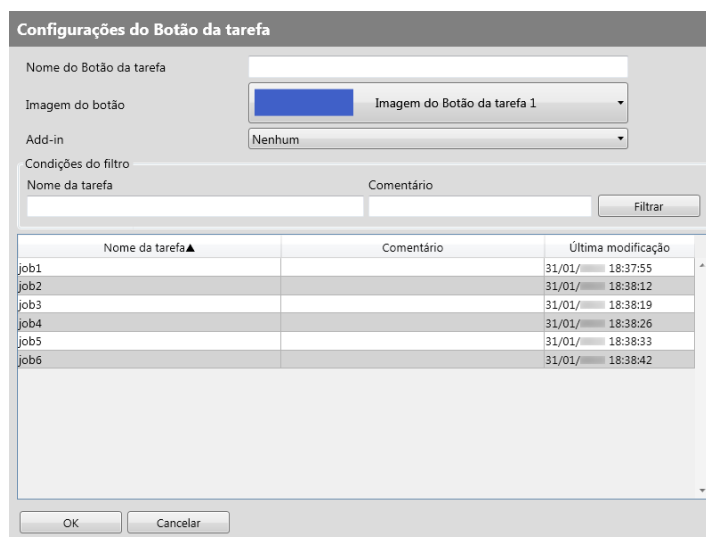 Configurações do Botão da tarefa
Nome do Botão da tarefa
Imagem do botão Imagem do Botão da tarefa 1
Add-in Nenhum
Condições do filtro
Nome da tarefa Comentário
Filtrar
Nome da tarefa▲ Comentário Última modificação
job1 31/01/ 18:37:55
job2 31/01/ 18:38:12
job3 31/01/ 18:38:19
job4 31/01/ 18:38:26
job5 31/01/ 18:38:33
job6 31/01/ 18:38:42
OK Cancelar